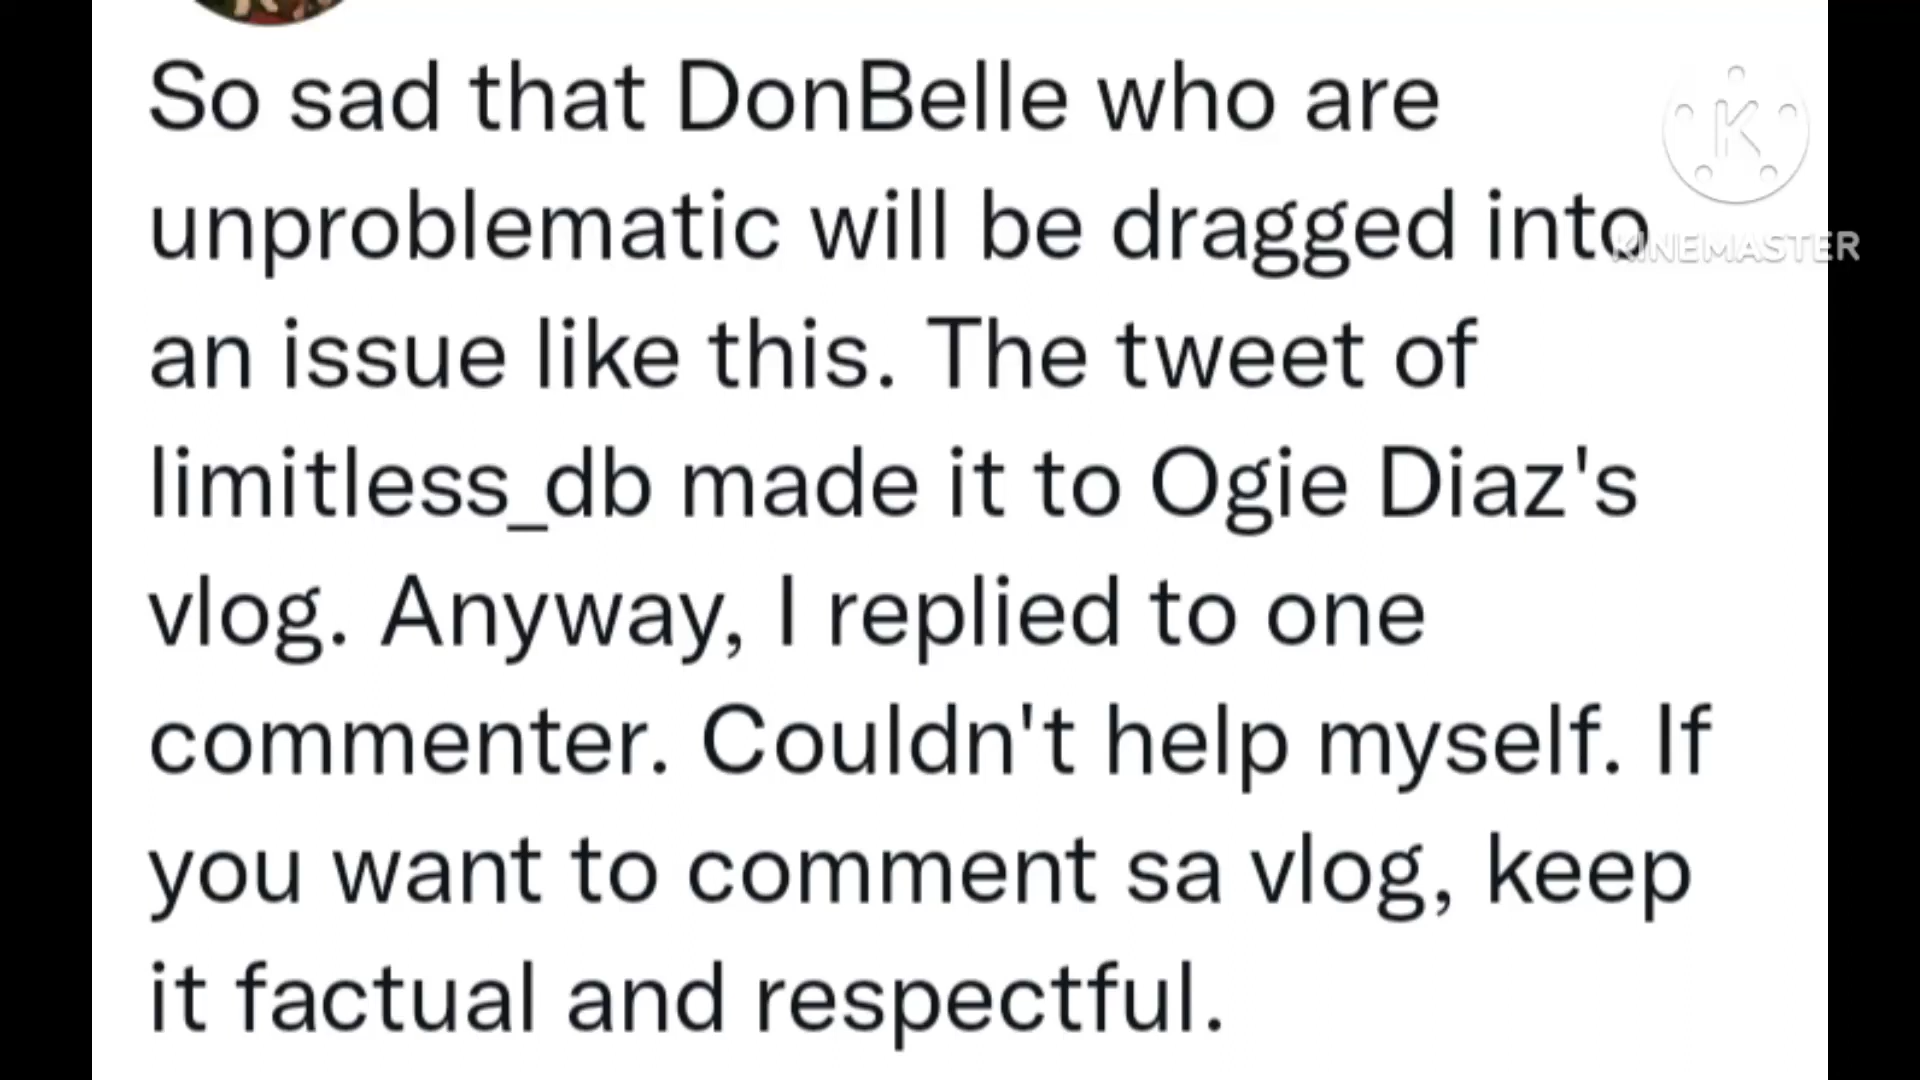 So sad that DonBelle who are
unproblematic will be dragged into
an issue like this. The tweet of
limitless_db made it to Ogie Diaz's
vlog. Anyway, I replied to one
commenter. Couldn't help myself. If
you want to comment sa vlog, keep
it factual and respectful.
K
KINEMASTER